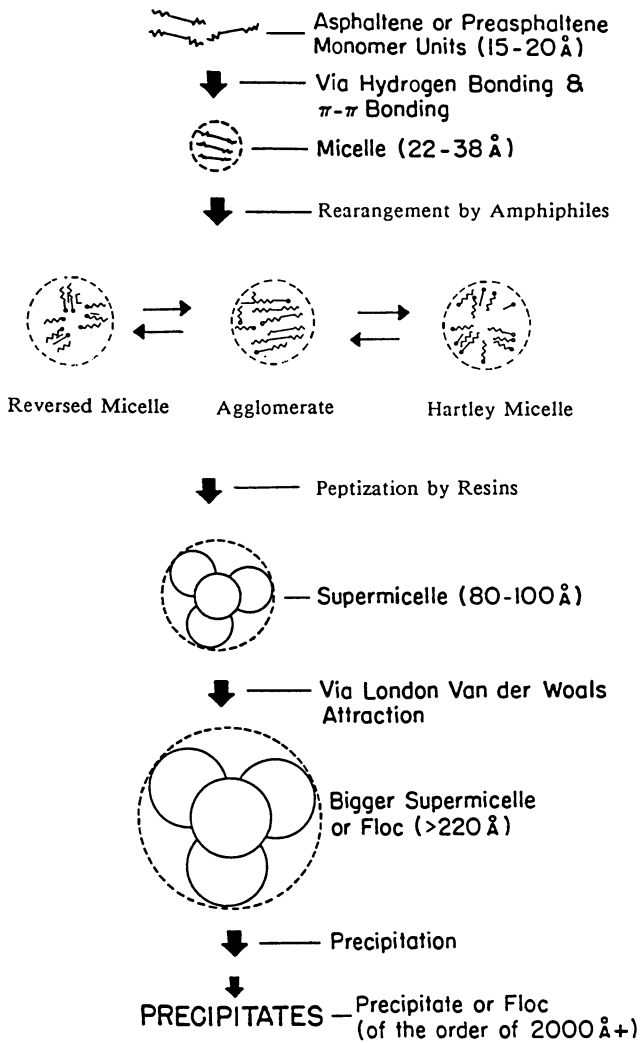 Asphaltene or Preasphaltene
Monomer Units (15-20Å)
Via Hydrogen Bonding &
π-π Bonding
Micelle (22-38Å)
Rearangement by Amphiphiles
Reversed Micelle
Agglomerate
Hartley Micelle
Peptization by Resins
Supermicelle (80-100Å)
Via London Van der Woals
Attraction
Bigger Supermicelle
or Floc (>220Å)
Precipitation
PRECIPITATES
Precipitate or Floc
(of the order of 2000Å+)